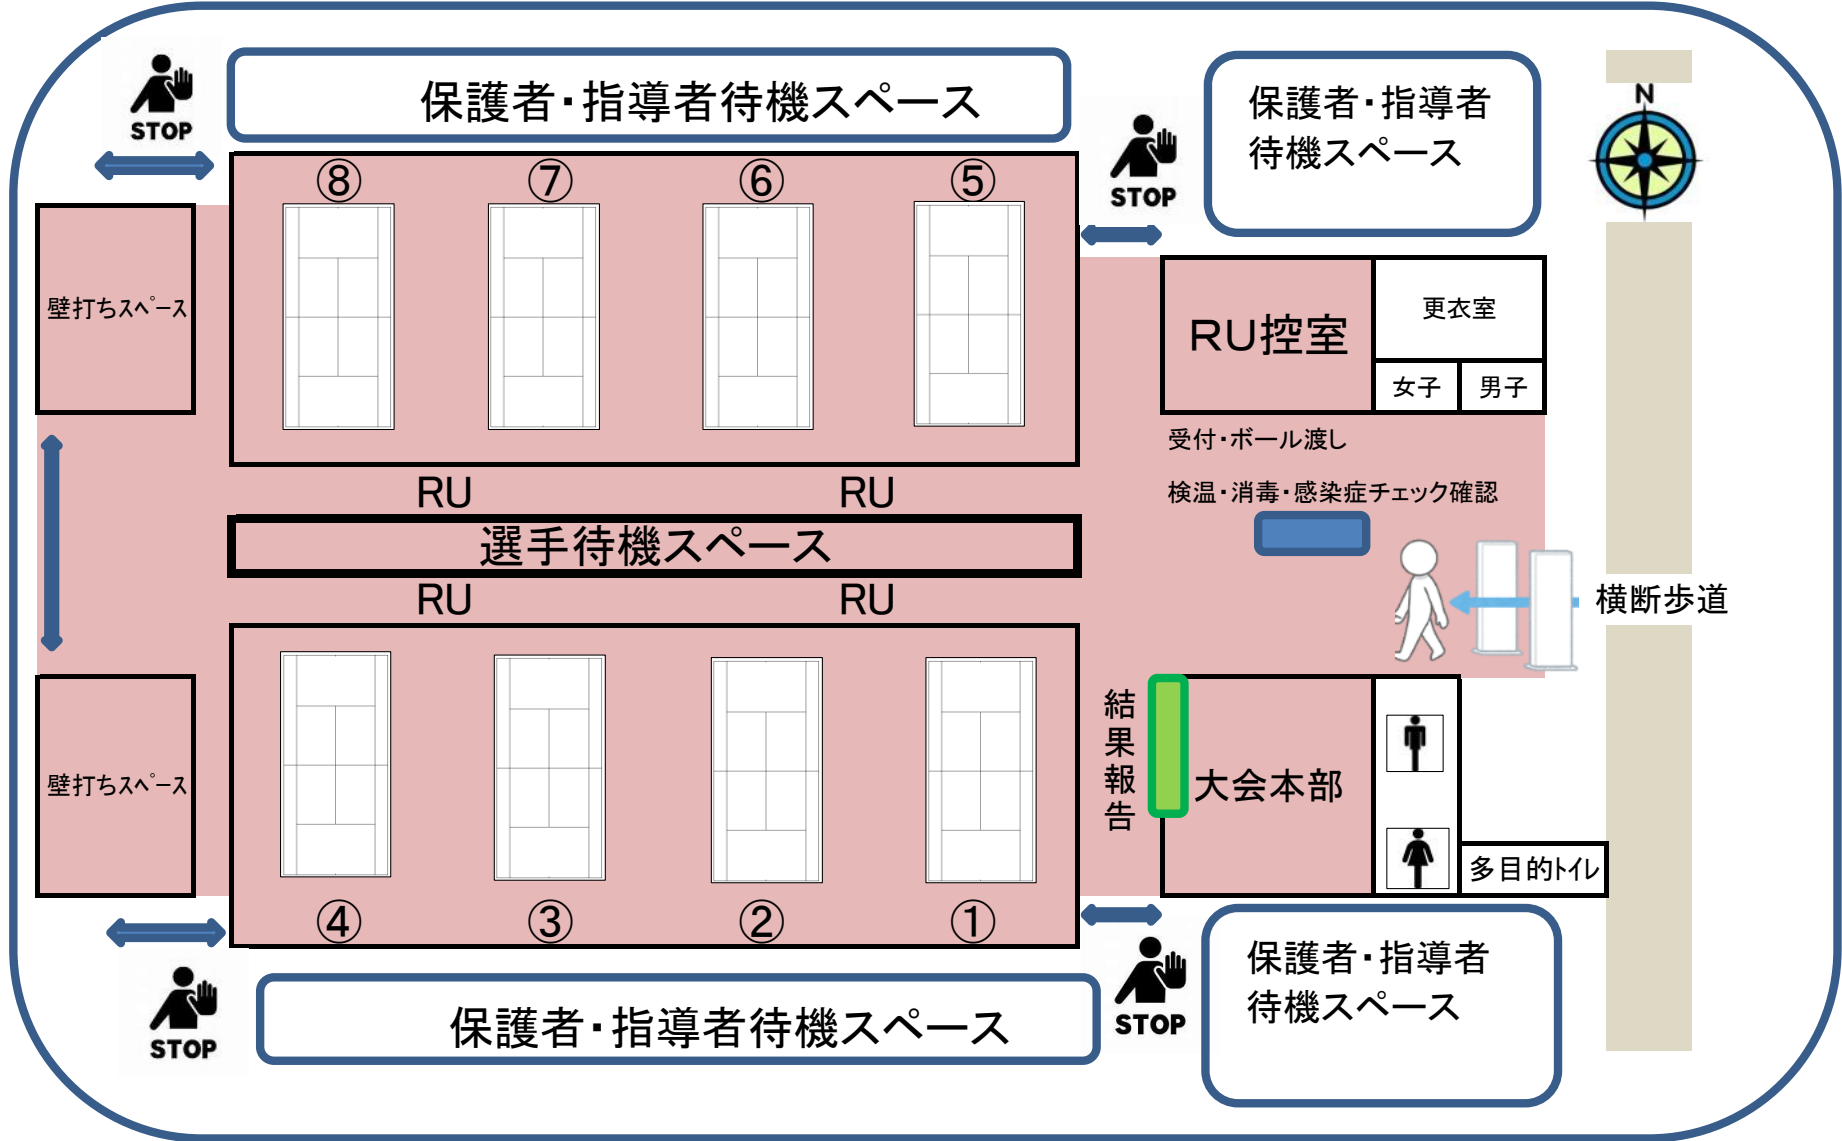 保護者・指導者待機スペース
保護者・指導者
待機スペース
N
STOP
STOP
⑧
⑦
⑥
⑤
壁打ちｽﾍﾟｰｽ
RU控室
更衣室
女子
男子
受付・ボール渡し
検温・消毒・感染症チェック確認
RU
RU
選手待機スペース
RU
RU
横断歩道
壁打ちｽﾍﾟｰｽ
結果報告
大会本部
多目的ﾄｲﾚ
④
③
②
①
STOP
STOP
保護者・指導者待機スペース
保護者・指導者
待機スペース